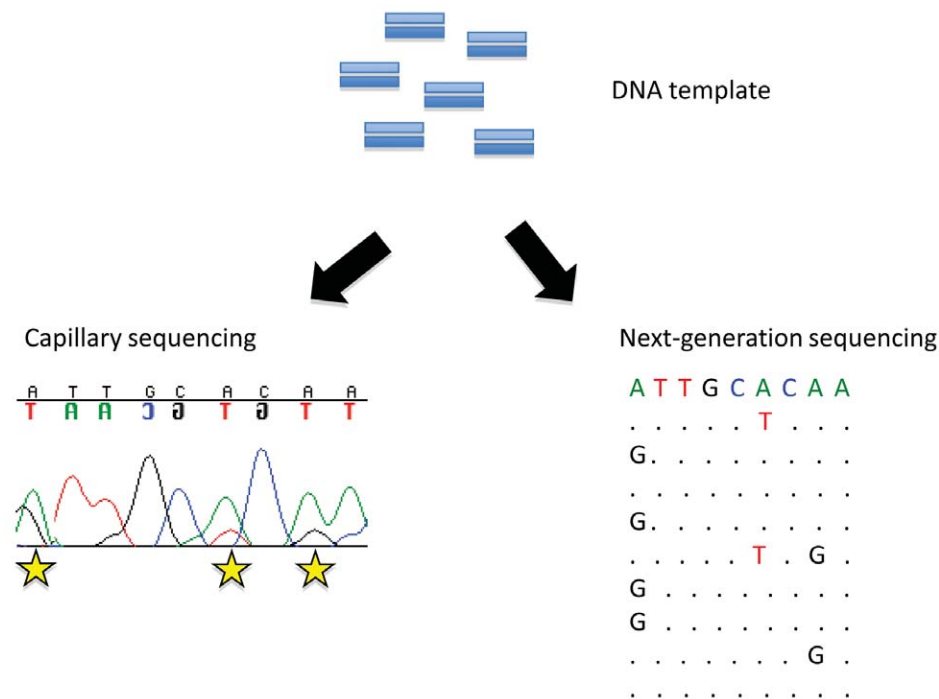 DNA template
Capillary sequencing
A T T G C A C A A
T A A C G T G T T
Next-generation sequencing
A T T G C A C A A
. . . . . T . . .
G. . . . . . . .
. . . . . . . . .
G. . . . . . . .
. . . . . T . G .
G . . . . . . . .
G . . . . . . . .
. . . . . . . G .
. . . . . . . . .